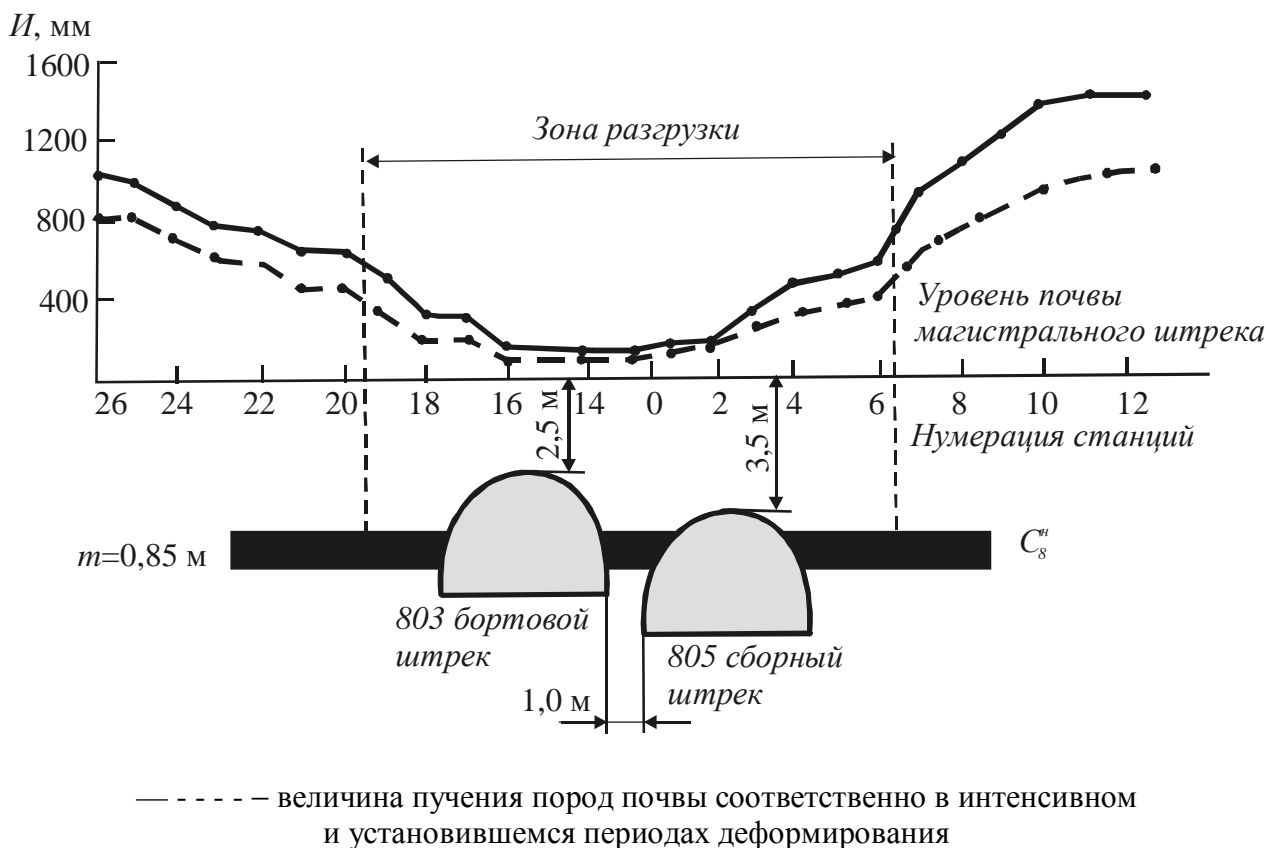 И, мм
1600
1200
800
400
Зона разгрузки
Уровень почвы
магистрального штрека
26 24 22 20 18 16 14 0 2 4 6 8 10 12
Нумерация станций
2,5 м
3,5 м
m=0,85 м
C₈ᴴ
803 бортовой
штрек
805 сборный
штрек
1,0 м
— - - - - – величина пучения пород почвы соответственно в интенсивном
и установившемся периодах деформирования